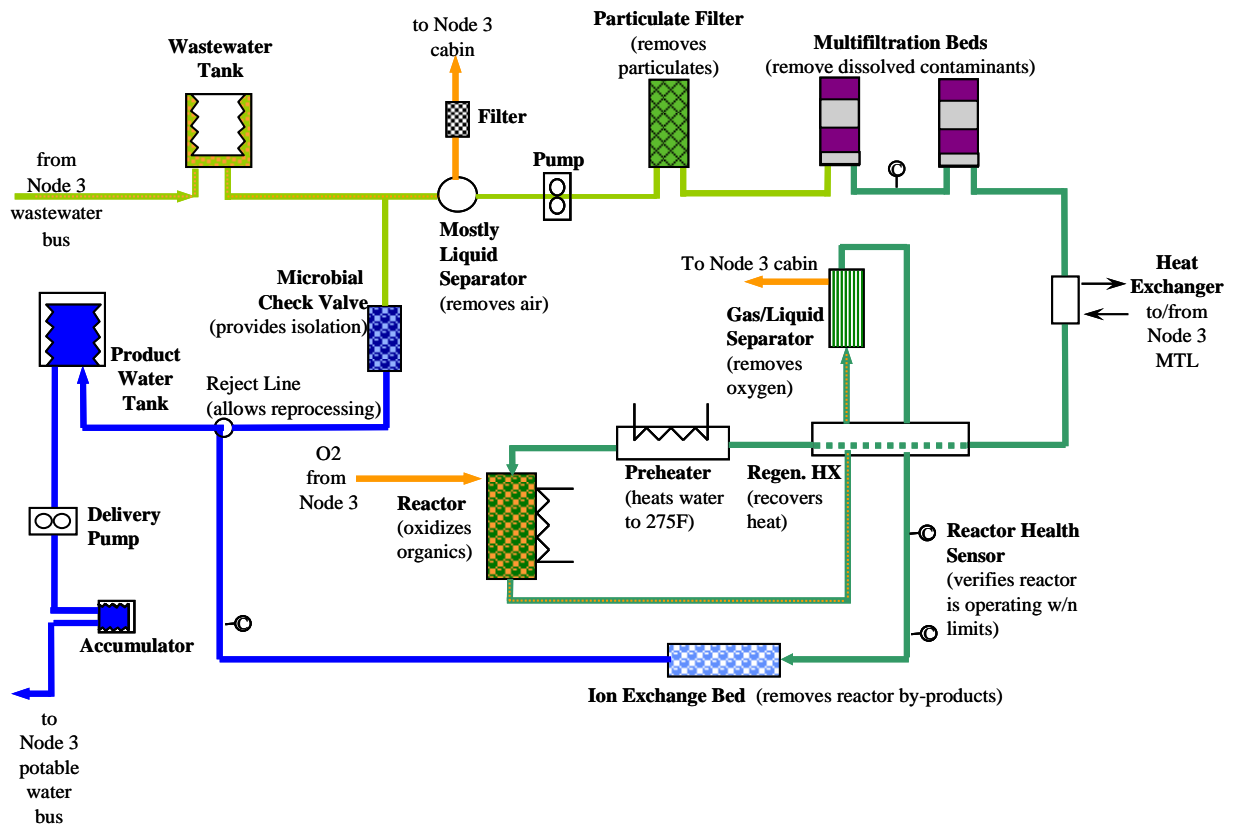 to Node 3
cabin
Particulate Filter
(removes
particulates)
Multifiltration Beds
(remove dissolved contaminants)
Wastewater
Tank
Filter
Pump
from
Node 3
wastewater
bus
Mostly
Liquid
Separator
(removes air)
Microbial
Check Valve
(provides isolation)
To Node 3 cabin
Gas/Liquid
Separator
(removes
oxygen)
Heat
Exchanger
to/from
Node 3
MTL
Product
Water
Tank
Reject Line
(allows reprocessing)
O2
from
Node 3
Reactor
(oxidizes
organics)
Preheater
(heats water
to 275F)
Regen. HX
(recovers
heat)
Reactor Health
Sensor
(verifies reactor
is operating w/n
limits)
Delivery
Pump
Accumulator
Ion Exchange Bed (removes reactor by-products)
to
Node 3
potable
water
bus